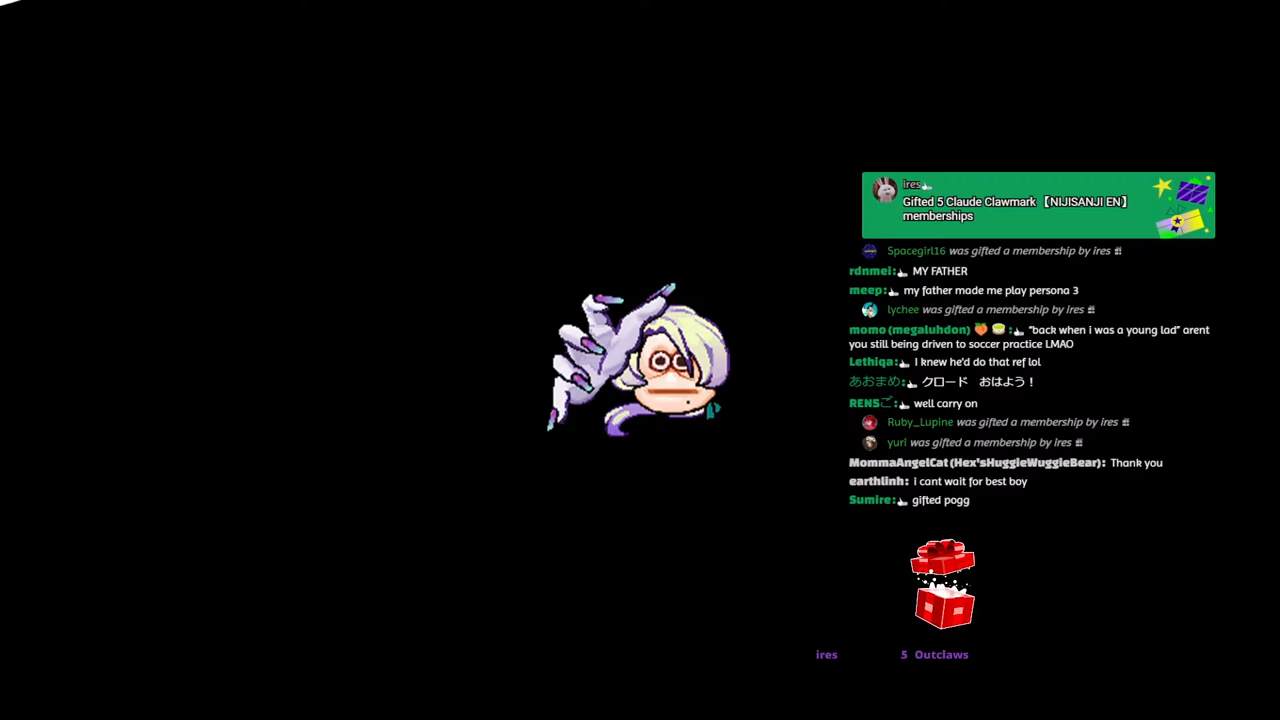 ires
Gifted 5 Claude Clawmark 【NIJISANJI EN】
memberships
Spacegirl16 was gifted a membership by ires
rdnmei: MY FATHER
meep: my father made me play persona 3
lychee was gifted a membership by ires
momo (megaluhdon) : “back when i was a young lad” arent
you still being driven to soccer practice LMAO
Lethiqa: I knew he'd do that ref lol
あおまめ: クロード　おはよう！
RENSご: well carry on
Ruby_Lupine was gifted a membership by ires
yuri was gifted a membership by ires
MommaAngelCat (Hex'sHuggieWuggieBear): Thank you
earthlinh: i cant wait for best boy
Sumire: gifted pogg
ires 5 Outclaws